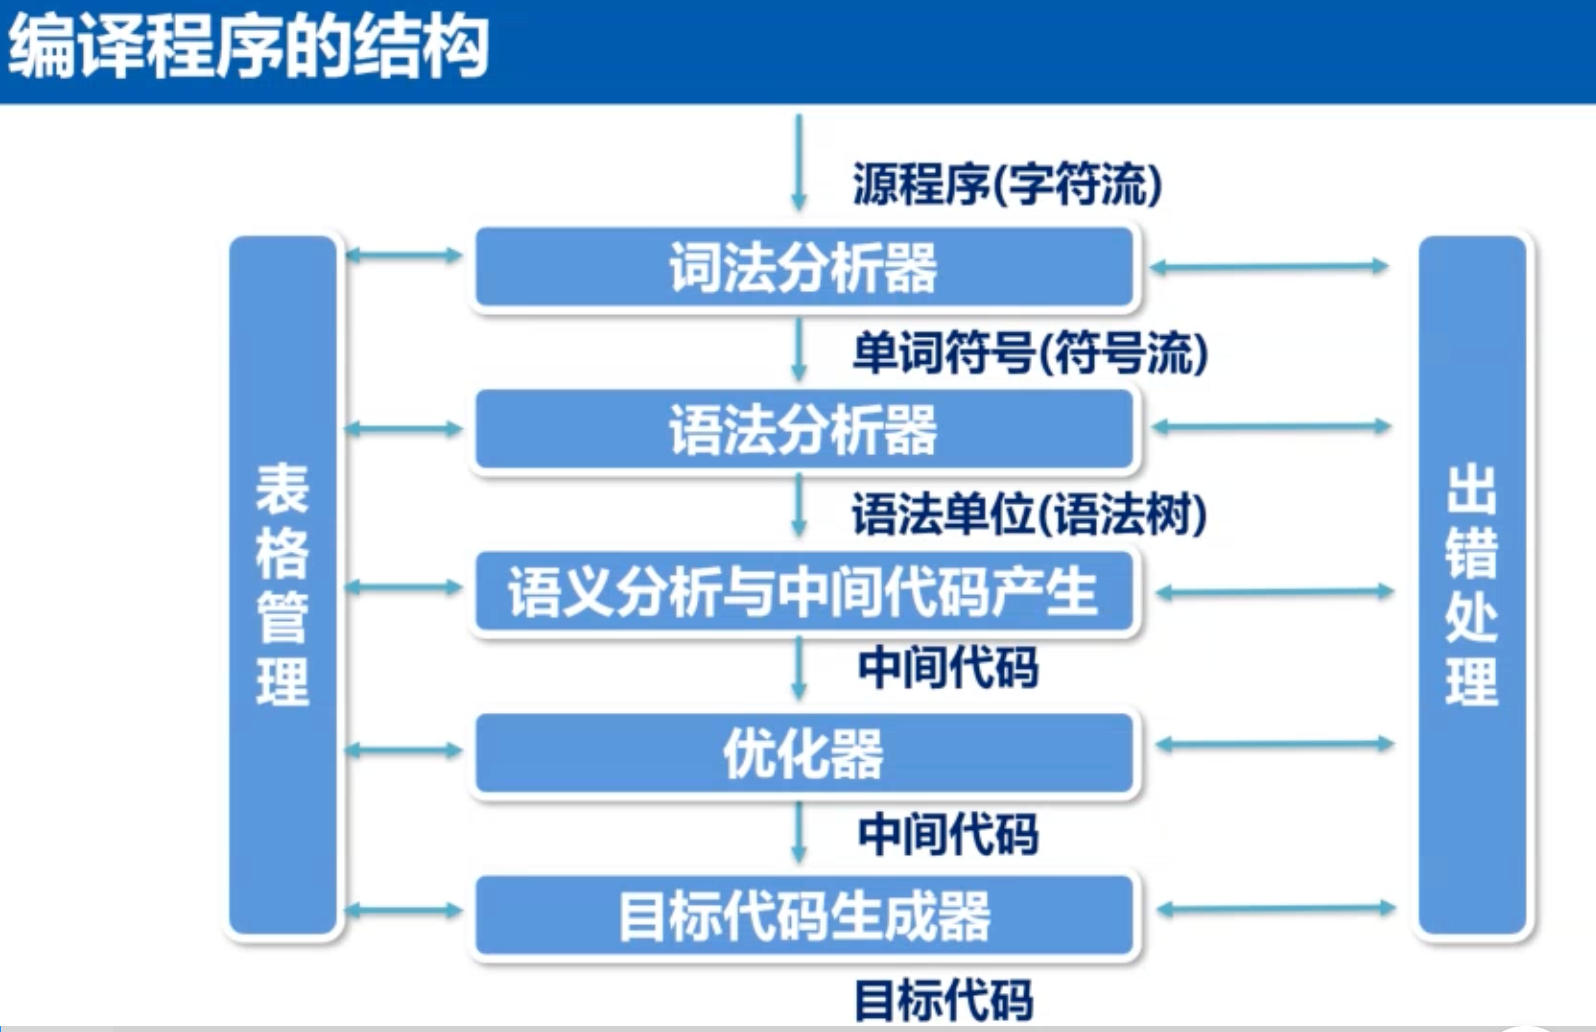 编译程序的结构
源程序(字符流)
词法分析器
单词符号(符号流)
语法分析器
语法单位(语法树)
语义分析与中间代码产生
中间代码
优化器
中间代码
目标代码生成器
目标代码
表格管理
出错处理